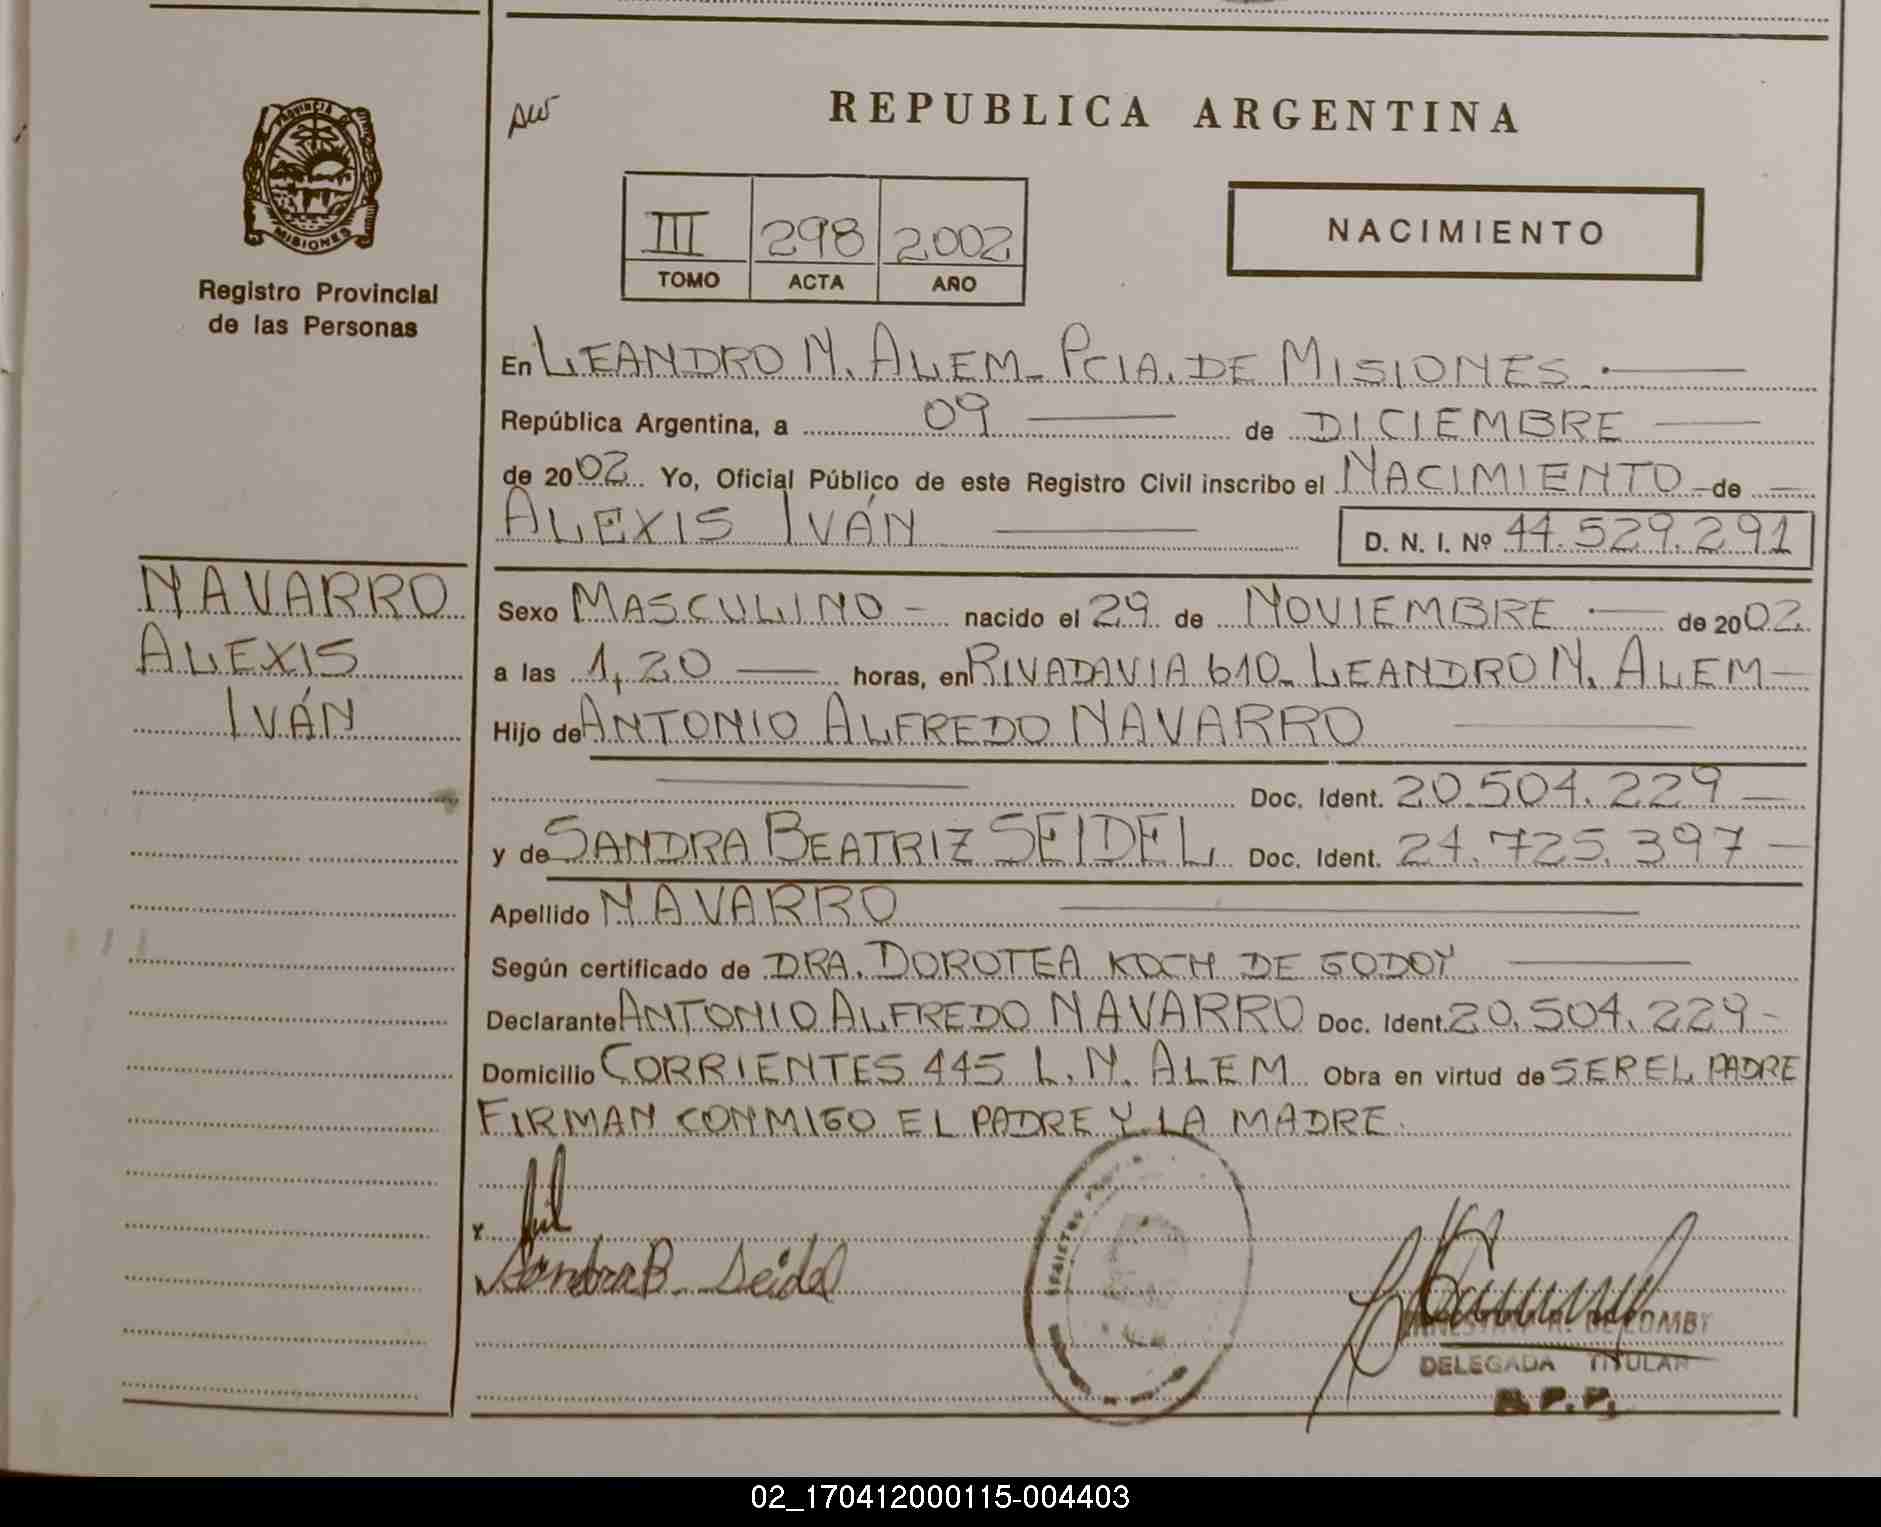 PROVINCIA DE
MISIONES
Registro Provincial
de las Personas
NAVARRO
ALEXIS
IVÁN
REPUBLICA ARGENTINA
III 298 2002
TOMO ACTA AÑO
NACIMIENTO
En LEANDRO N. ALEM - PCIA. DE MISIONES.
República Argentina, a 09 de DICIEMBRE
de 2002 Yo, Oficial Público de este Registro Civil inscribo el NACIMIENTO de
ALEXIS IVÁN D. N. I. Nº 44.529.291
Sexo MASCULINO - nacido el 29 de NOVIEMBRE de 2002
a las 1,20 horas, en RIVADAVIA 610 - LEANDRO N. ALEM
Hijo de ANTONIO ALFREDO NAVARRO
Doc. Ident. 20.504.229
y de SANDRA BEATRIZ SEIDEL Doc. Ident. 24.725.397
Apellido NAVARRO
Según certificado de DRA. DOROTEA KOCH DE GODOY
Declarante ANTONIO ALFREDO NAVARRO Doc. Ident. 20.504.229
Domicilio CORRIENTES 445 L. N. ALEM Obra en virtud de SER EL PADRE
FIRMAN CONMIGO EL PADRE Y LA MADRE.
x
Sandra B. Seidel
REGISTRO
DELEGADA TITULAR
R.P.P.
02_170412000115-004403